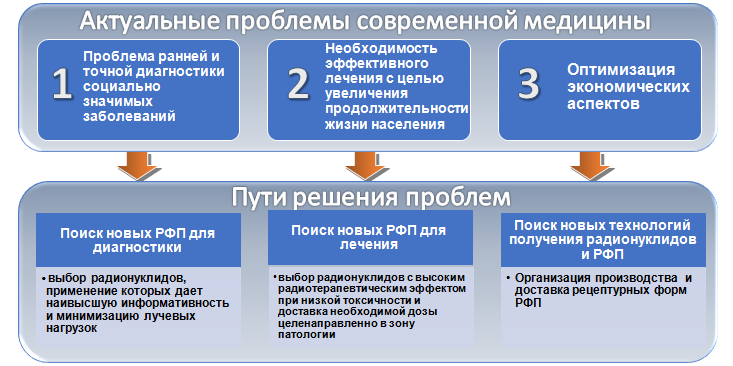 Актуальные проблемы современной медицины
1
Проблема ранней и
точной диагностики
социально
значимых
заболеваний
2
Необходимость
эффективного
лечения с целью
увеличения
продолжительности
жизни населения
3
Оптимизация
экономических
аспектов
Пути решения проблем
Поиск новых РФП для
диагностики
•выбор радионуклидов,
применение которых дает
наивысшую информативность
и минимизацию лучевых
нагрузок
Поиск новых РФП для
лечения
•выбор радионуклидов с высоким
радиотерапевтическим эффектом
при низкой токсичности и
доставка необходимой дозы
целенаправленно в зону
патологии
Поиск новых технологий
получения радионуклидов
и РФП
• Организация производства и
доставка рецептурных форм
РФП